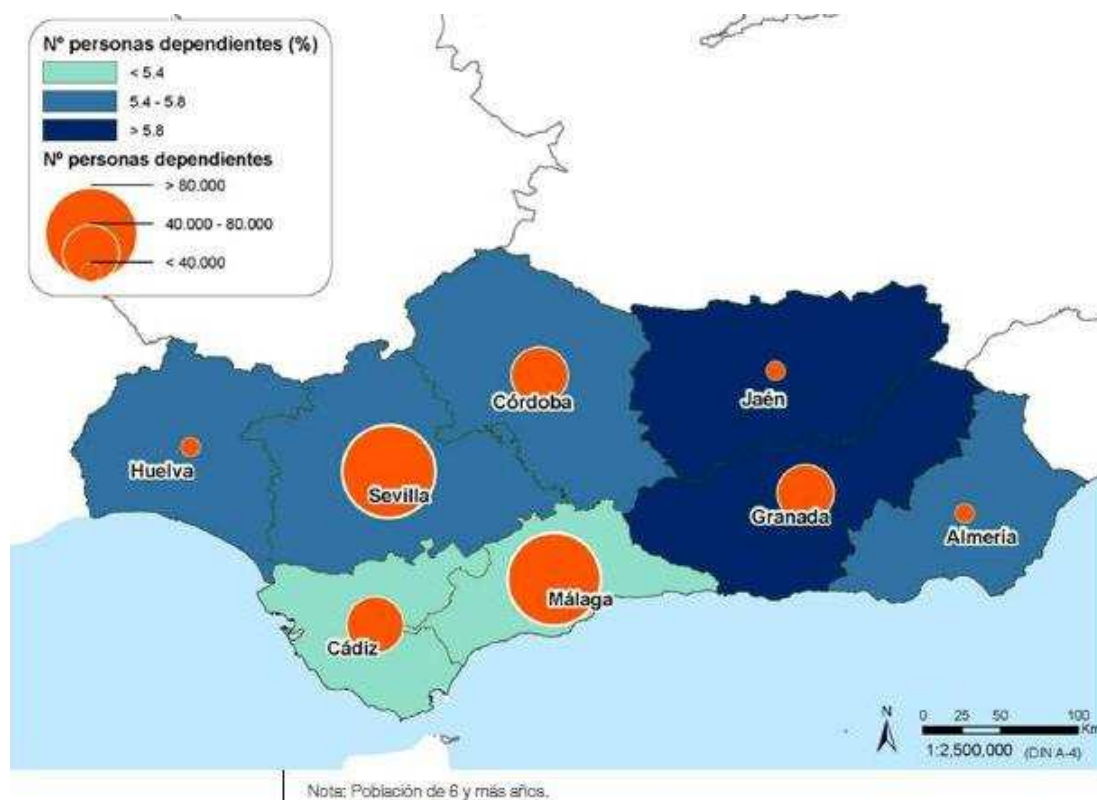 Nº personas dependientes (%)
< 5.4
5.4 - 5.8
> 5.8
Nº personas dependientes
> 80.000
40.000 - 80.000
< 40.000
Córdoba
Jaén
Huelva
Sevilla
Granada
Almería
Málaga
Cádiz
N
0 25 50 100
Km
1:2,500,000 (DIN A-4)
Nota: Población de 6 y más años.